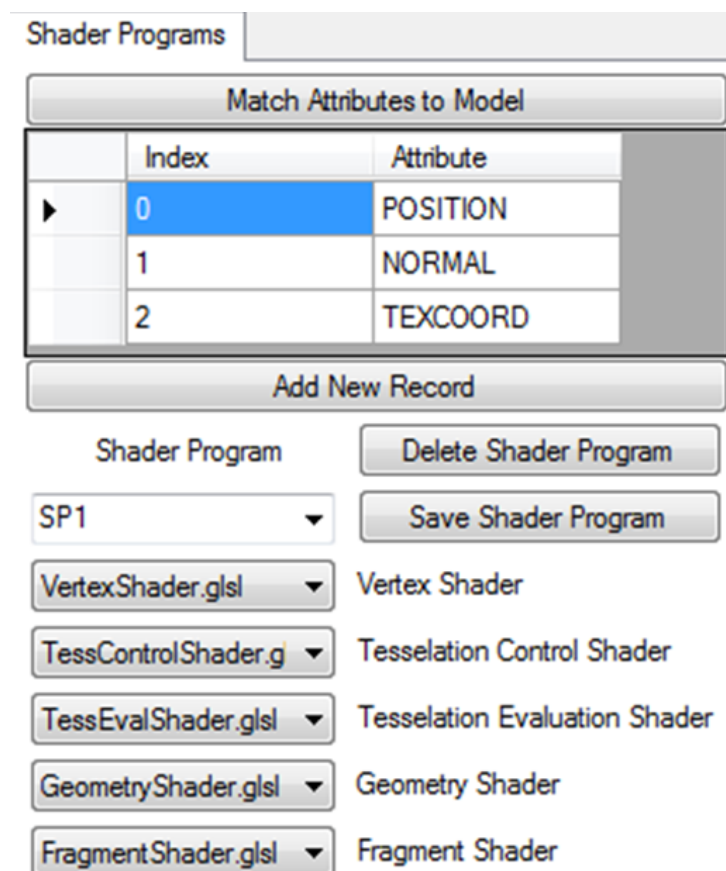 Shader Programs
Match Attributes to Model
Index Attribute
0 POSITION
1 NORMAL
2 TEXCOORD
Add New Record
Shader Program Delete Shader Program
SP1 Save Shader Program
VertexShader.glsl Vertex Shader
TessControlShader.g Tesselation Control Shader
TessEvalShader.glsl Tesselation Evaluation Shader
GeometryShader.glsl Geometry Shader
FragmentShader.glsl Fragment Shader